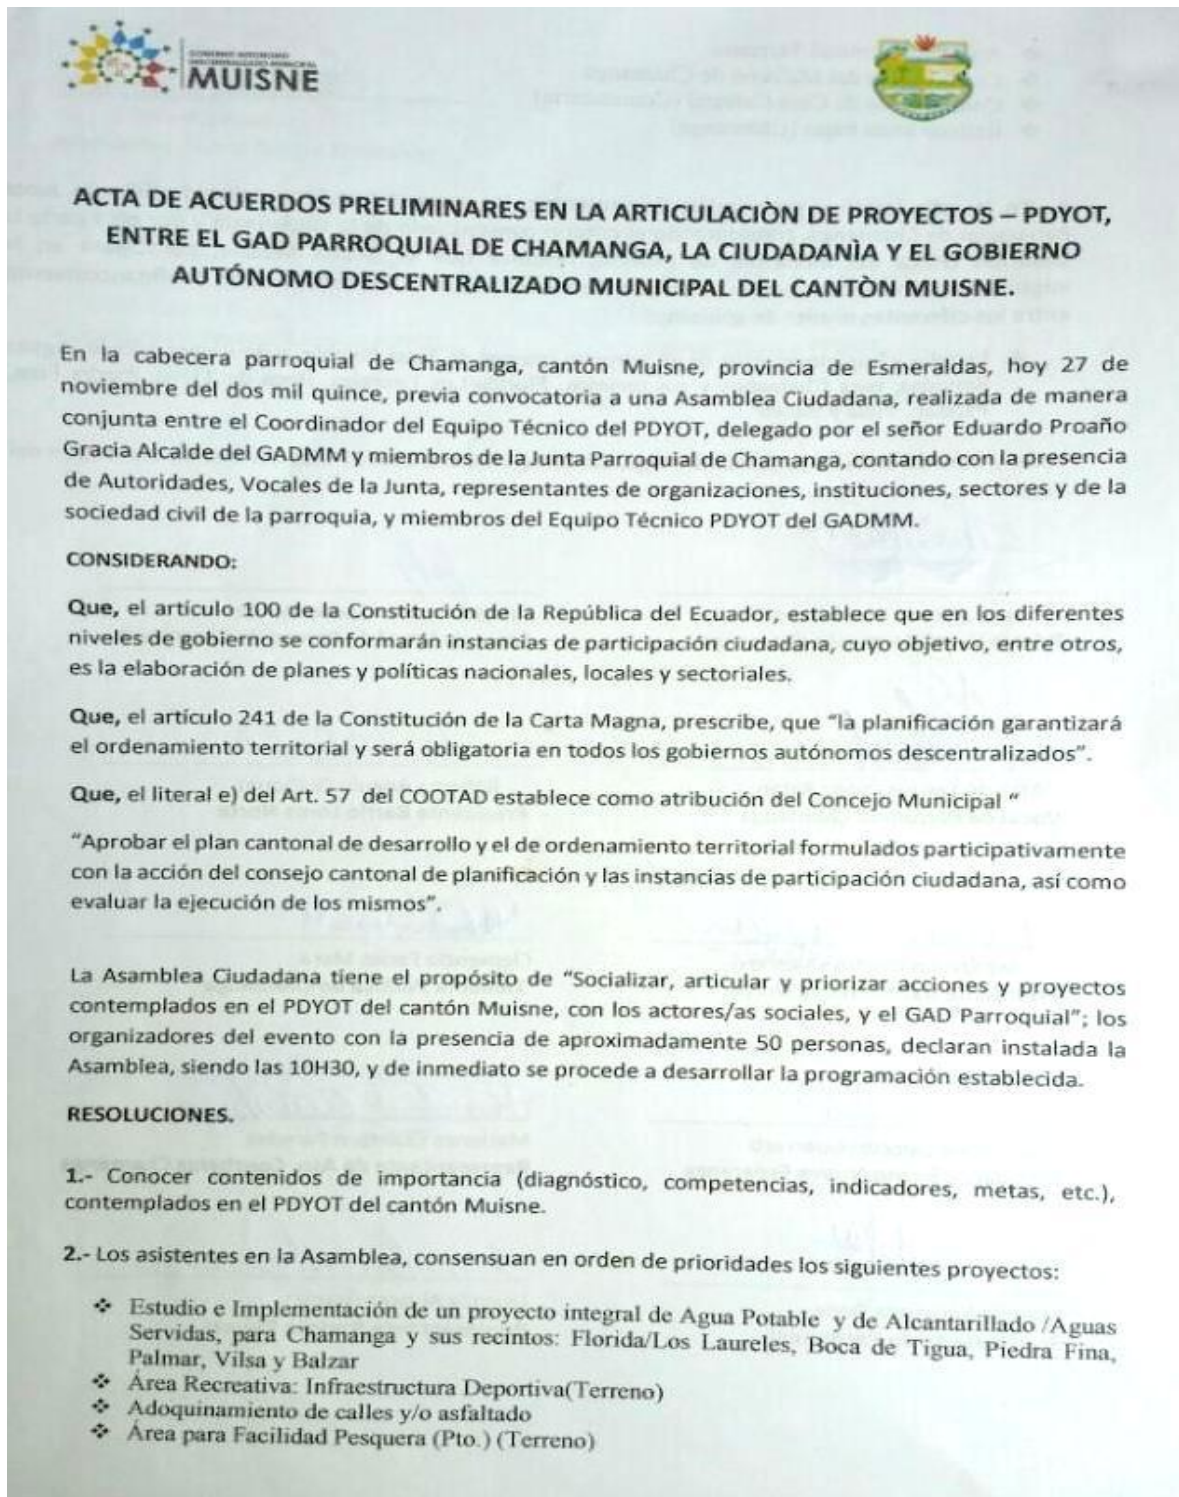 GOBIERNO AUTONOMO
DESCENTRALIZADO MUNICIPAL
MUISNE
ACTA DE ACUERDOS PRELIMINARES EN LA ARTICULACIÒN DE PROYECTOS – PDYOT,
ENTRE EL GAD PARROQUIAL DE CHAMANGA, LA CIUDADANÌA Y EL GOBIERNO
AUTÓNOMO DESCENTRALIZADO MUNICIPAL DEL CANTÒN MUISNE.
En la cabecera parroquial de Chamanga, cantón Muisne, provincia de Esmeraldas, hoy 27 de
noviembre del dos mil quince, previa convocatoria a una Asamblea Ciudadana, realizada de manera
conjunta entre el Coordinador del Equipo Técnico del PDYOT, delegado por el señor Eduardo Proaño
Gracia Alcalde del GADMM y miembros de la Junta Parroquial de Chamanga, contando con la presencia
de Autoridades, Vocales de la Junta, representantes de organizaciones, instituciones, sectores y de la
sociedad civil de la parroquia, y miembros del Equipo Técnico PDYOT del GADMM.
CONSIDERANDO:
Que, el artículo 100 de la Constitución de la República del Ecuador, establece que en los diferentes
niveles de gobierno se conformarán instancias de participación ciudadana, cuyo objetivo, entre otros,
es la elaboración de planes y políticas nacionales, locales y sectoriales.
Que, el artículo 241 de la Constitución de la Carta Magna, prescribe, que “la planificación garantizará
el ordenamiento territorial y será obligatoria en todos los gobiernos autónomos descentralizados”.
Que, el literal e) del Art. 57 del COOTAD establece como atribución del Concejo Municipal “
“Aprobar el plan cantonal de desarrollo y el de ordenamiento territorial formulados participativamente
con la acción del consejo cantonal de planificación y las instancias de participación ciudadana, así como
evaluar la ejecución de los mismos”.
La Asamblea Ciudadana tiene el propósito de “Socializar, articular y priorizar acciones y proyectos
contemplados en el PDYOT del cantón Muisne, con los actores/as sociales, y el GAD Parroquial”; los
organizadores del evento con la presencia de aproximadamente 50 personas, declaran instalada la
Asamblea, siendo las 10H30, y de inmediato se procede a desarrollar la programación establecida.
RESOLUCIONES.
1.- Conocer contenidos de importancia (diagnóstico, competencias, indicadores, metas, etc.),
contemplados en el PDYOT del cantón Muisne.
2.- Los asistentes en la Asamblea, consensuan en orden de prioridades los siguientes proyectos:
❖ Estudio e Implementación de un proyecto integral de Agua Potable y de Alcantarillado /Aguas
Servidas, para Chamanga y sus recintos: Florida/Los Laureles, Boca de Tigua, Piedra Fina,
Palmar, Vilsa y Balzar
❖ Área Recreativa: Infraestructura Deportiva(Terreno)
❖ Adoquinamiento de calles y/o asfaltado
❖ Área para Facilidad Pesquera (Pto.) (Terreno)